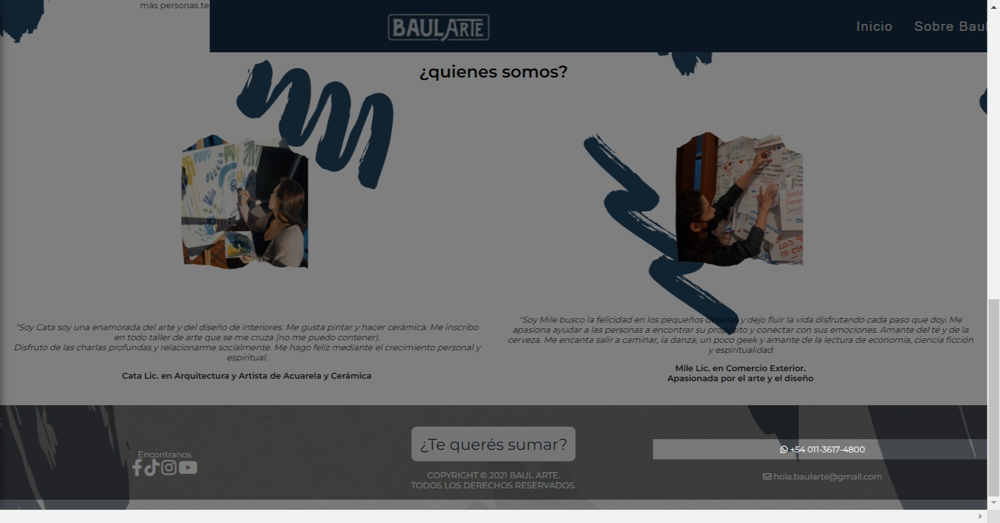 más personas te
BAULARTE
Inicio
Sobre Baul
¿quienes somos?
"Soy Cata soy una enamorada del arte y del diseño de interiores. Me gusta pintar y hacer cerámica. Me inscribo
en todo taller de arte que se me cruza (no me puedo contener).
Disfruto de las charlas profundas y relacionarme socialmente. Me hago feliz mediante el crecimiento personal y
espiritual.
Cata Lic. en Arquitectura y Artista de Acuarela y Cerámica
"Soy Mile busco la felicidad en los pequeños detalles y dejo fluir la vida disfrutando cada paso que doy. Me
apasiona ayudar a las personas a encontrar su propósito y conectar con sus emociones. Amante del té y de la
cerveza. Me encanta salir a caminar, la danza, un poco geek y amante de la lectura de economía, ciencia ficción
y espiritualidad
Mile Lic. en Comercio Exterior.
Apasionada por el arte y el diseño
Encontranos
¿Te querés sumar?
COPYRIGHT © 2021 BAUL ARTE.
TODOS LOS DERECHOS RESERVADOS.
+54 011-3617-4800
hola.baularte@gmail.com